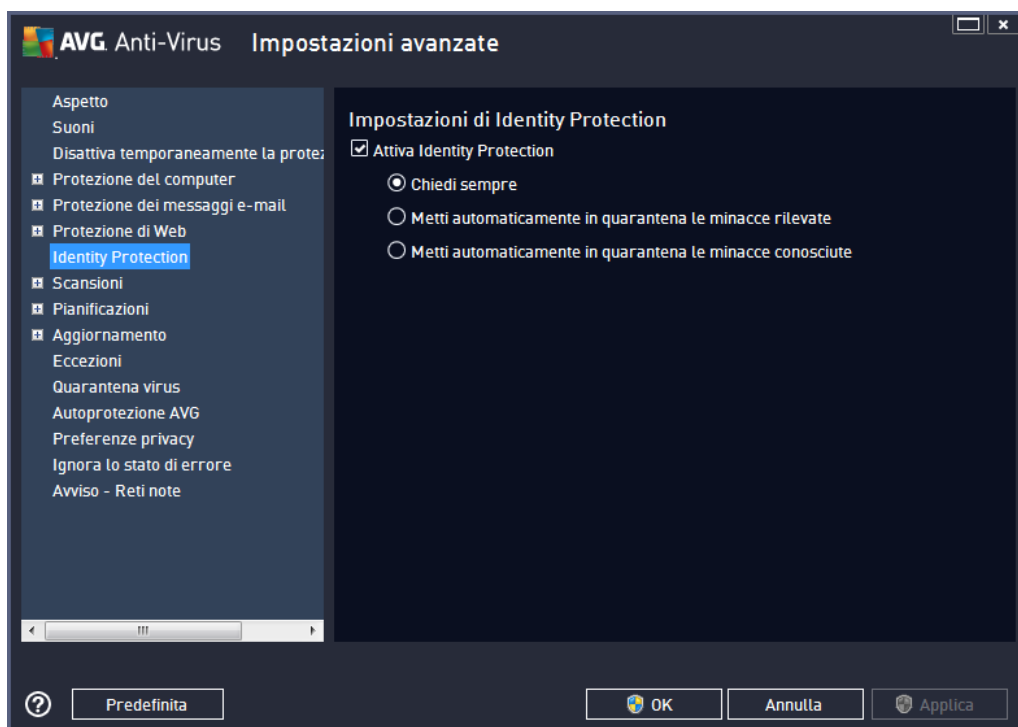 AVG. Anti-Virus Impostazioni avanzate
Aspetto
Suoni
Disattiva temporaneamente la protez
Protezione del computer
Protezione dei messaggi e-mail
Protezione di Web
Identity Protection
Scansioni
Pianificazioni
Aggiornamento
Eccezioni
Quarantena virus
Autoprotezione AVG
Preferenze privacy
Ignora lo stato di errore
Avviso - Reti note
Impostazioni di Identity Protection
Attiva Identity Protection
Chiedi sempre
Metti automaticamente in quarantena le minacce rilevate
Metti automaticamente in quarantena le minacce conosciute
Predefinita
OK
Annulla
Applica